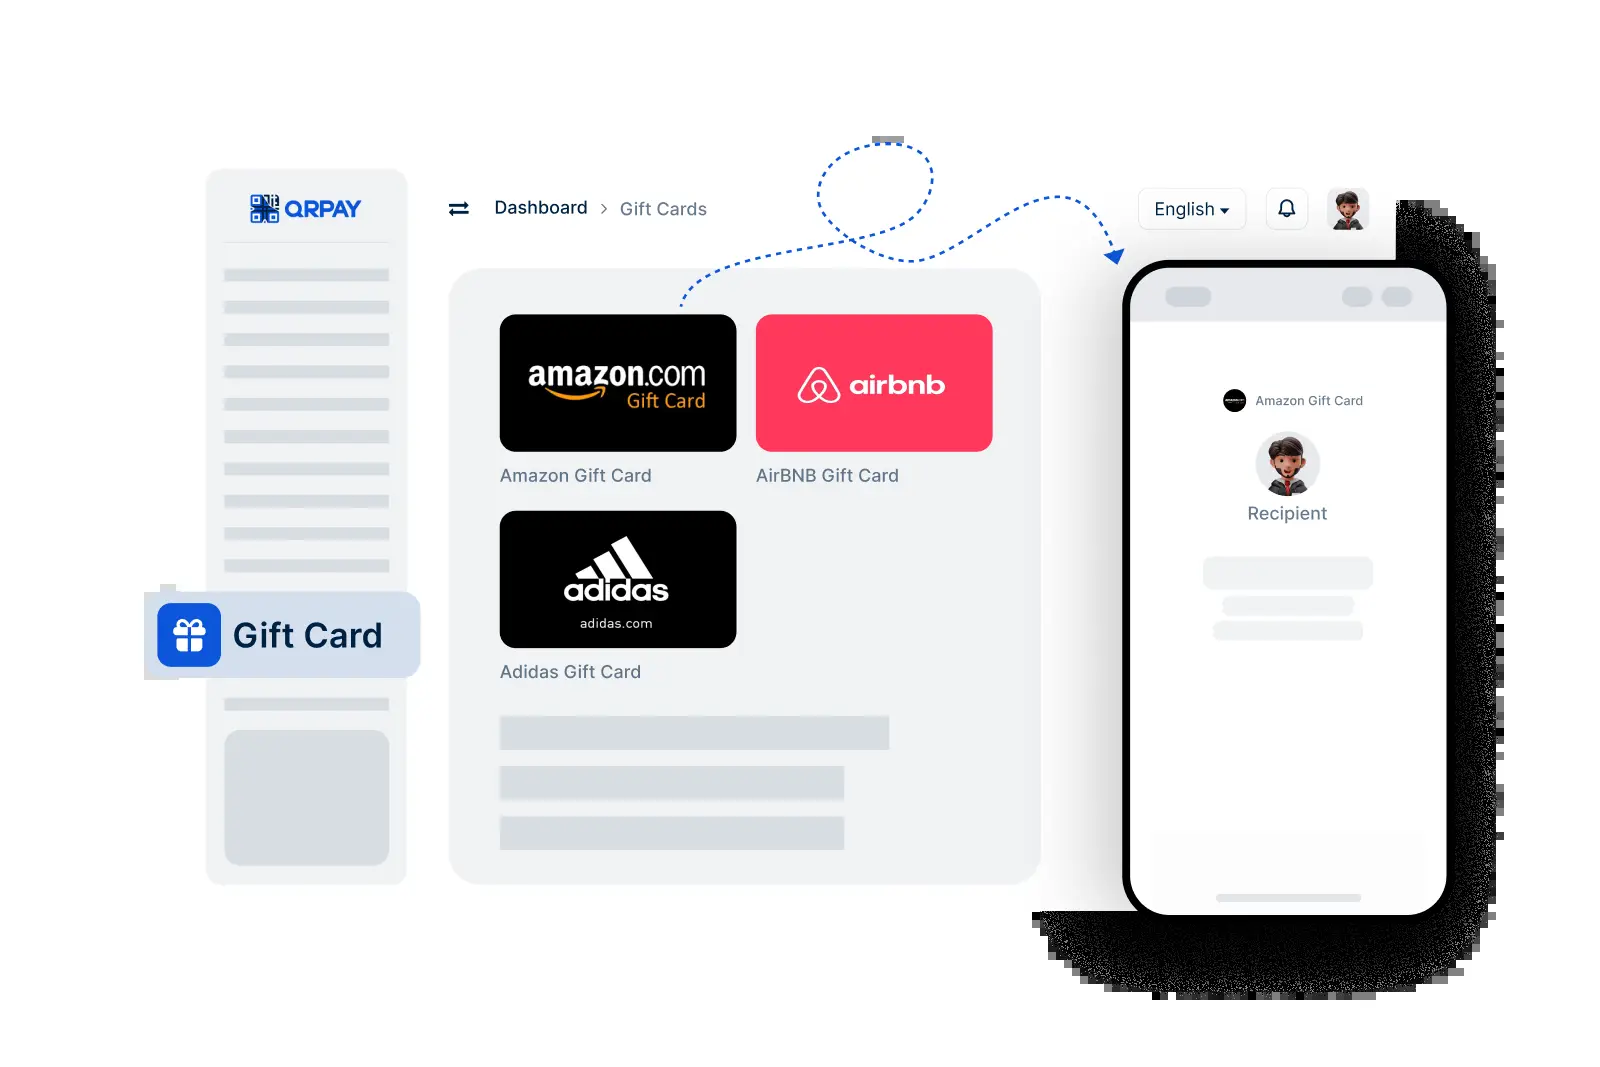 QRPAY
Dashboard > Gift Cards
English
amazon.com
Gift Card
airbnb
Amazon Gift Card
AirBNB Gift Card
adidas
adidas.com
Adidas Gift Card
Gift Card
Amazon Gift Card
Recipient